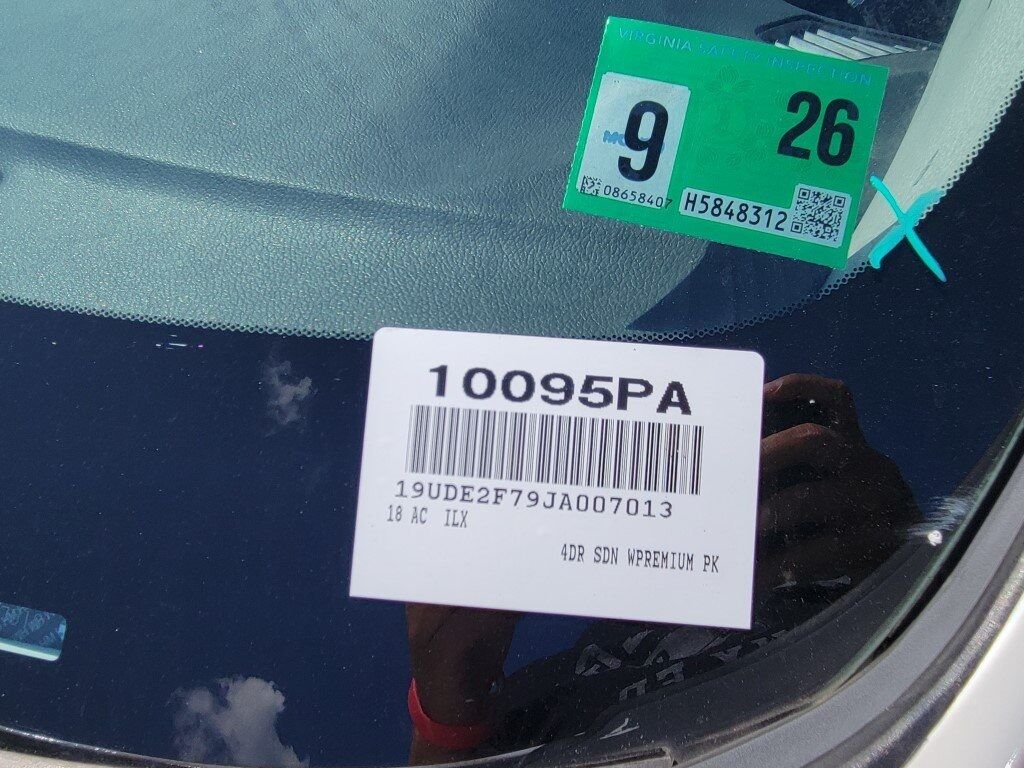 VIRGINIA SAFETY INSPECTION
9 26
08658407 H5848312
10095PA
19UDE2F79JA007013
18 AC ILX
4DR SDN WPREMIUM PK